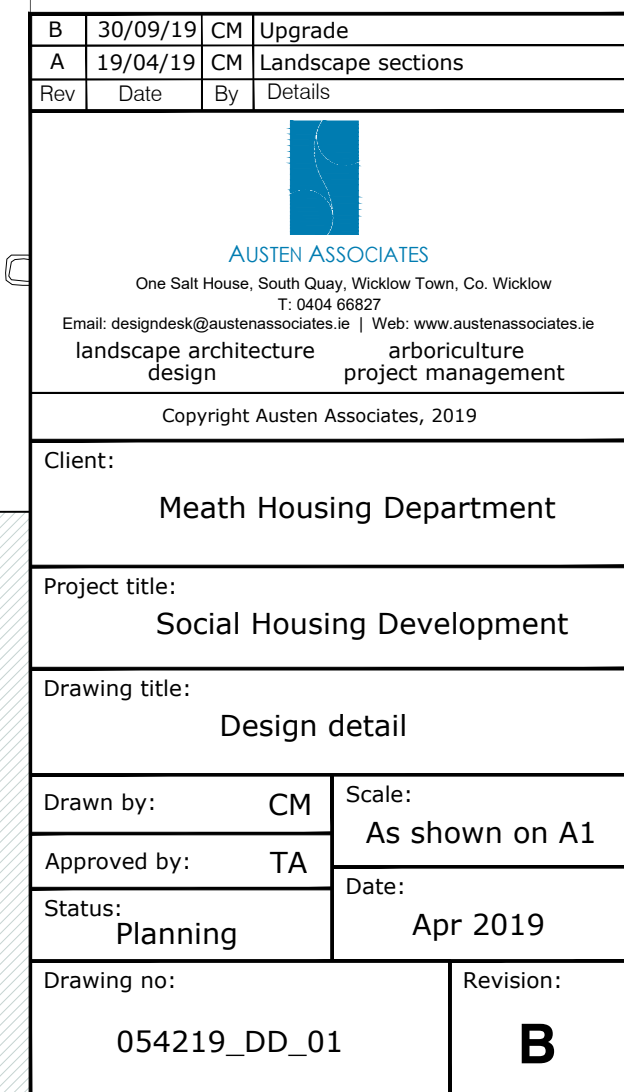 B 30/09/19 CM Upgrade
A 19/04/19 CM Landscape sections
Rev Date By Details
AUSTEN ASSOCIATES
One Salt House, South Quay, Wicklow Town, Co. Wicklow
T: 0404 66827
Email: designdesk@austenassociates.ie | Web: www.austenassociates.ie
landscape architecture arboriculture
design project management
Copyright Austen Associates, 2019
Client:
Meath Housing Department
Project title:
Social Housing Development
Drawing title:
Design detail
Drawn by: CM
Scale:
As shown on A1
Approved by: TA
Date:
Apr 2019
Status:
Planning
Drawing no:
054219_DD_01
Revision:
B